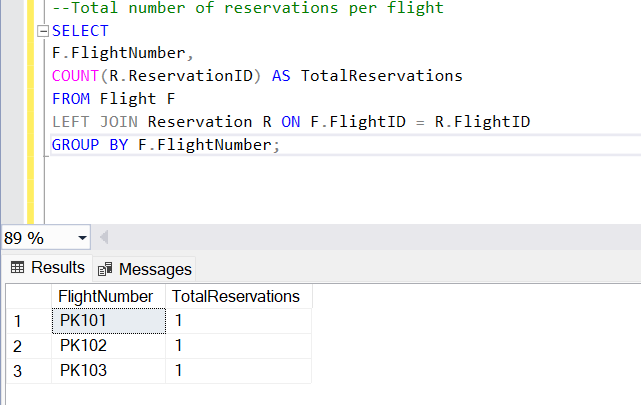 --Total number of reservations per flight
SELECT
F.FlightNumber,
COUNT(R.ReservationID) AS TotalReservations
FROM Flight F
LEFT JOIN Reservation R ON F.FlightID = R.FlightID
GROUP BY F.FlightNumber;
89 %
Results Messages
FlightNumber TotalReservations
1 PK101 1
2 PK102 1
3 PK103 1